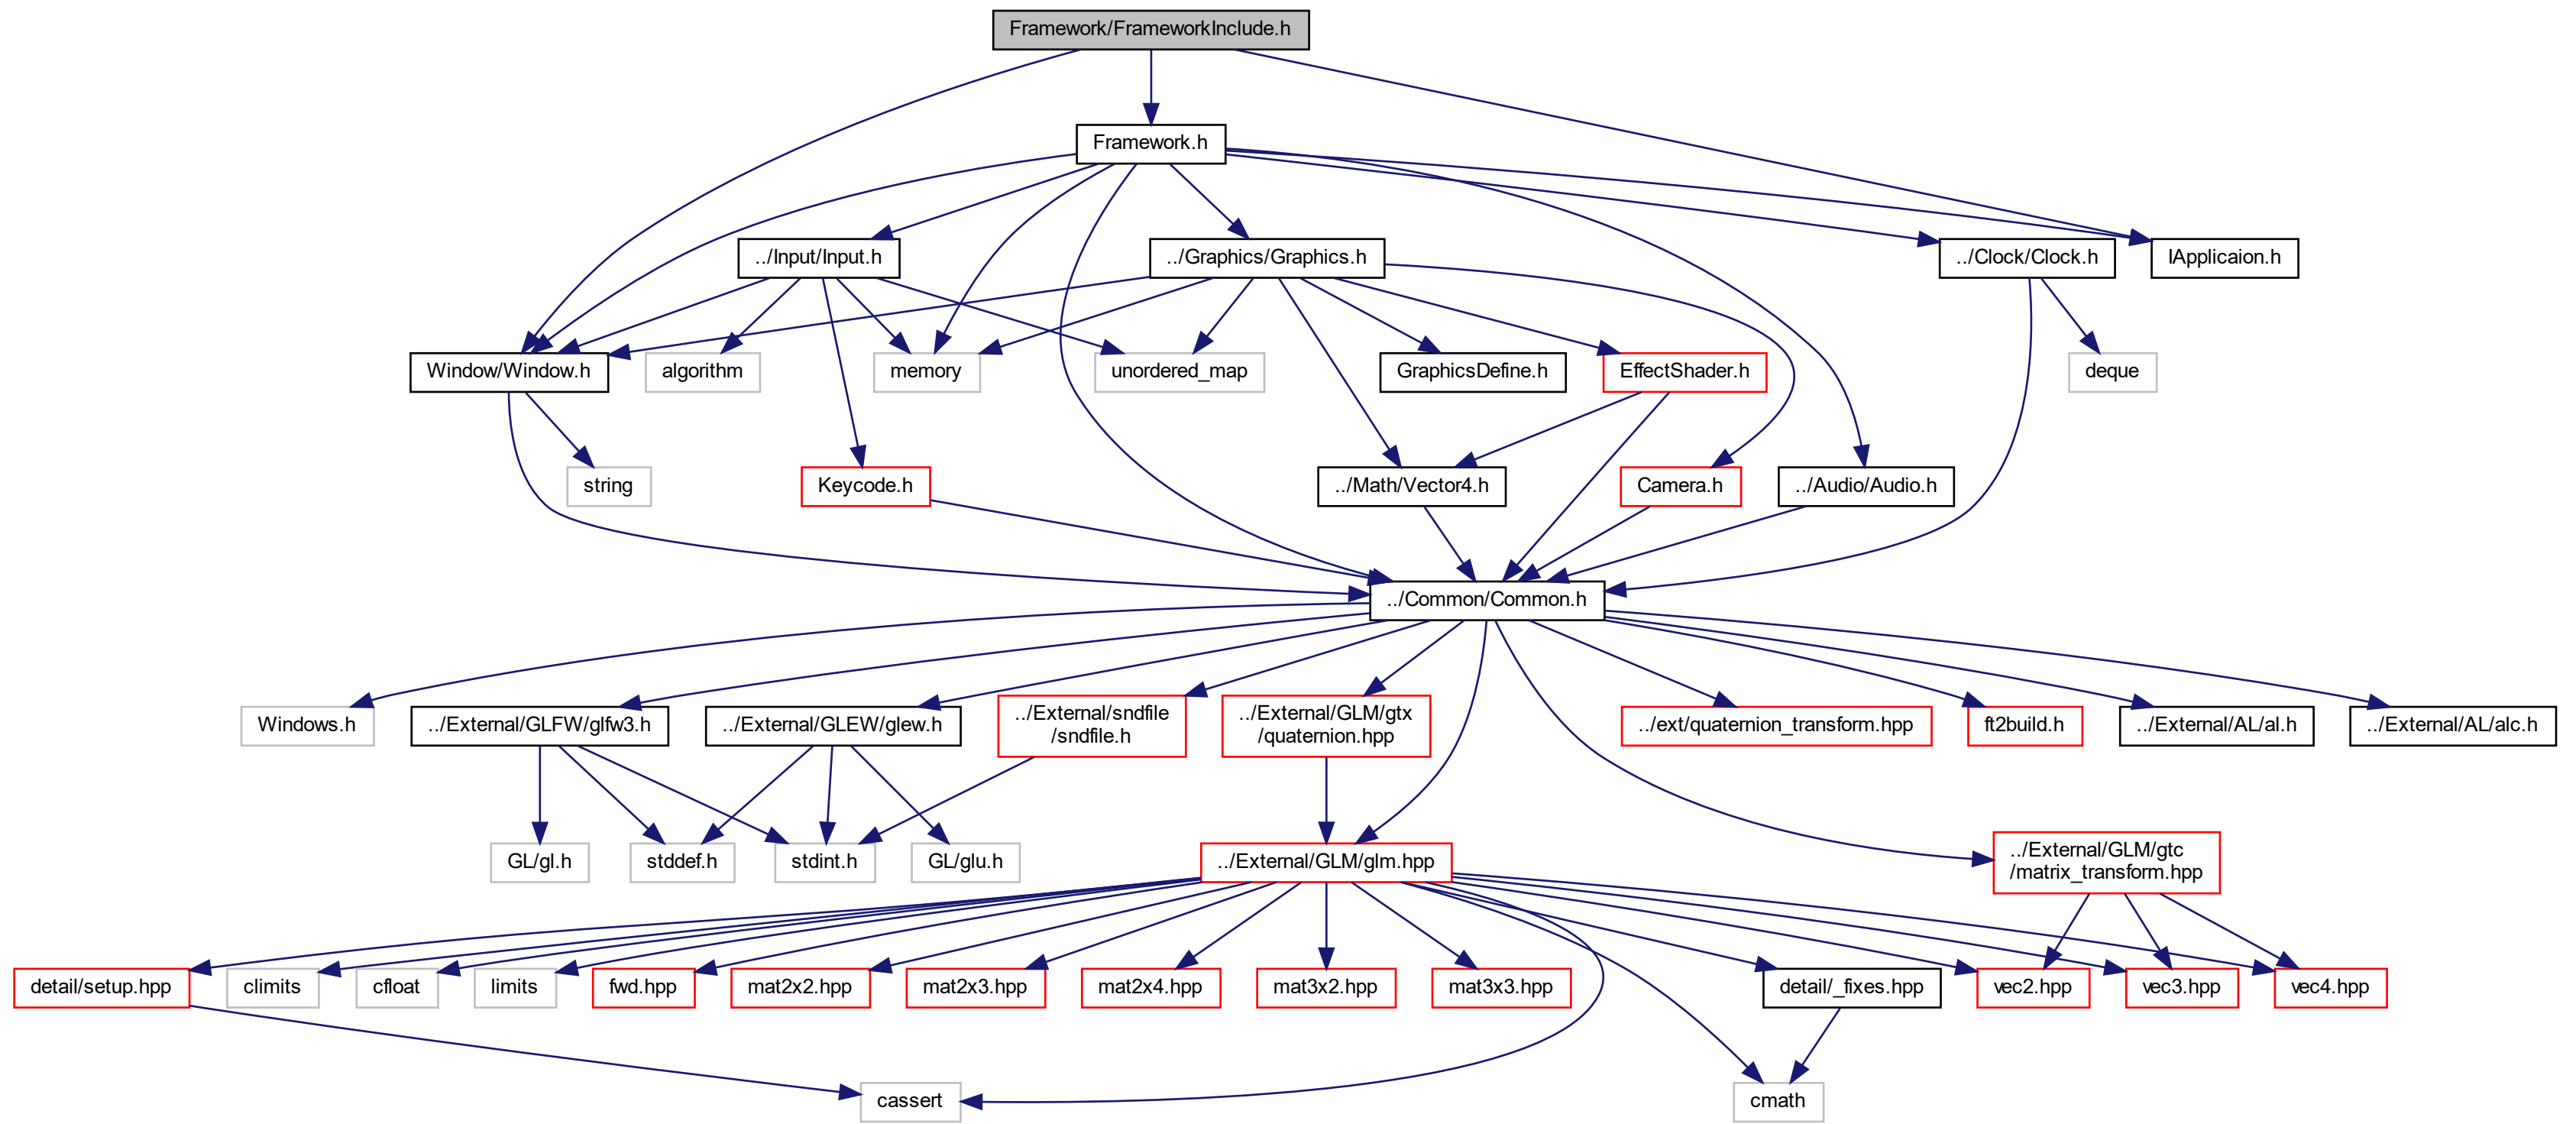 Framework/FrameworkInclude.h
Framework.h
../Input/Input.h
../Graphics/Graphics.h
../Clock/Clock.h
IApplicaion.h
Window/Window.h
algorithm
memory
unordered_map
GraphicsDefine.h
EffectShader.h
deque
string
Keycode.h
../Math/Vector4.h
Camera.h
../Audio/Audio.h
../Common/Common.h
Windows.h
../External/GLFW/glfw3.h
../External/GLEW/glew.h
../External/sndfile
/sndfile.h
../External/GLM/gtx
/quaternion.hpp
../ext/quaternion_transform.hpp
ft2build.h
../External/AL/al.h
../External/AL/alc.h
GL/gl.h
stddef.h
stdint.h
GL/glu.h
../External/GLM/glm.hpp
../External/GLM/gtc
/matrix_transform.hpp
detail/setup.hpp
climits
cfloat
limits
fwd.hpp
mat2x2.hpp
mat2x3.hpp
mat2x4.hpp
mat3x2.hpp
mat3x3.hpp
detail/_fixes.hpp
vec2.hpp
vec3.hpp
vec4.hpp
cassert
cmath